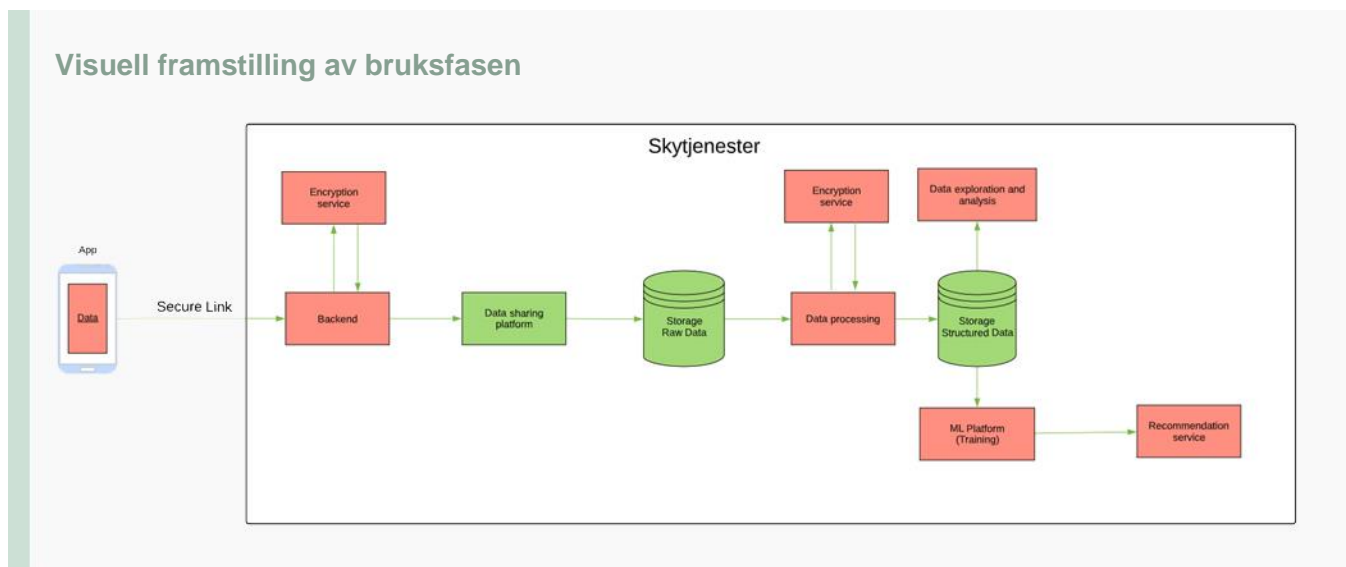 Visuell framstilling av bruksfasen
Skytjenester
App
Data
Secure Link
Encryption
service
Backend
Data sharing
platform
Storage
Raw Data
Encryption
service
Data processing
Data exploration and
analysis
Storage
Structured Data
ML Platform
(Training)
Recommendation
service